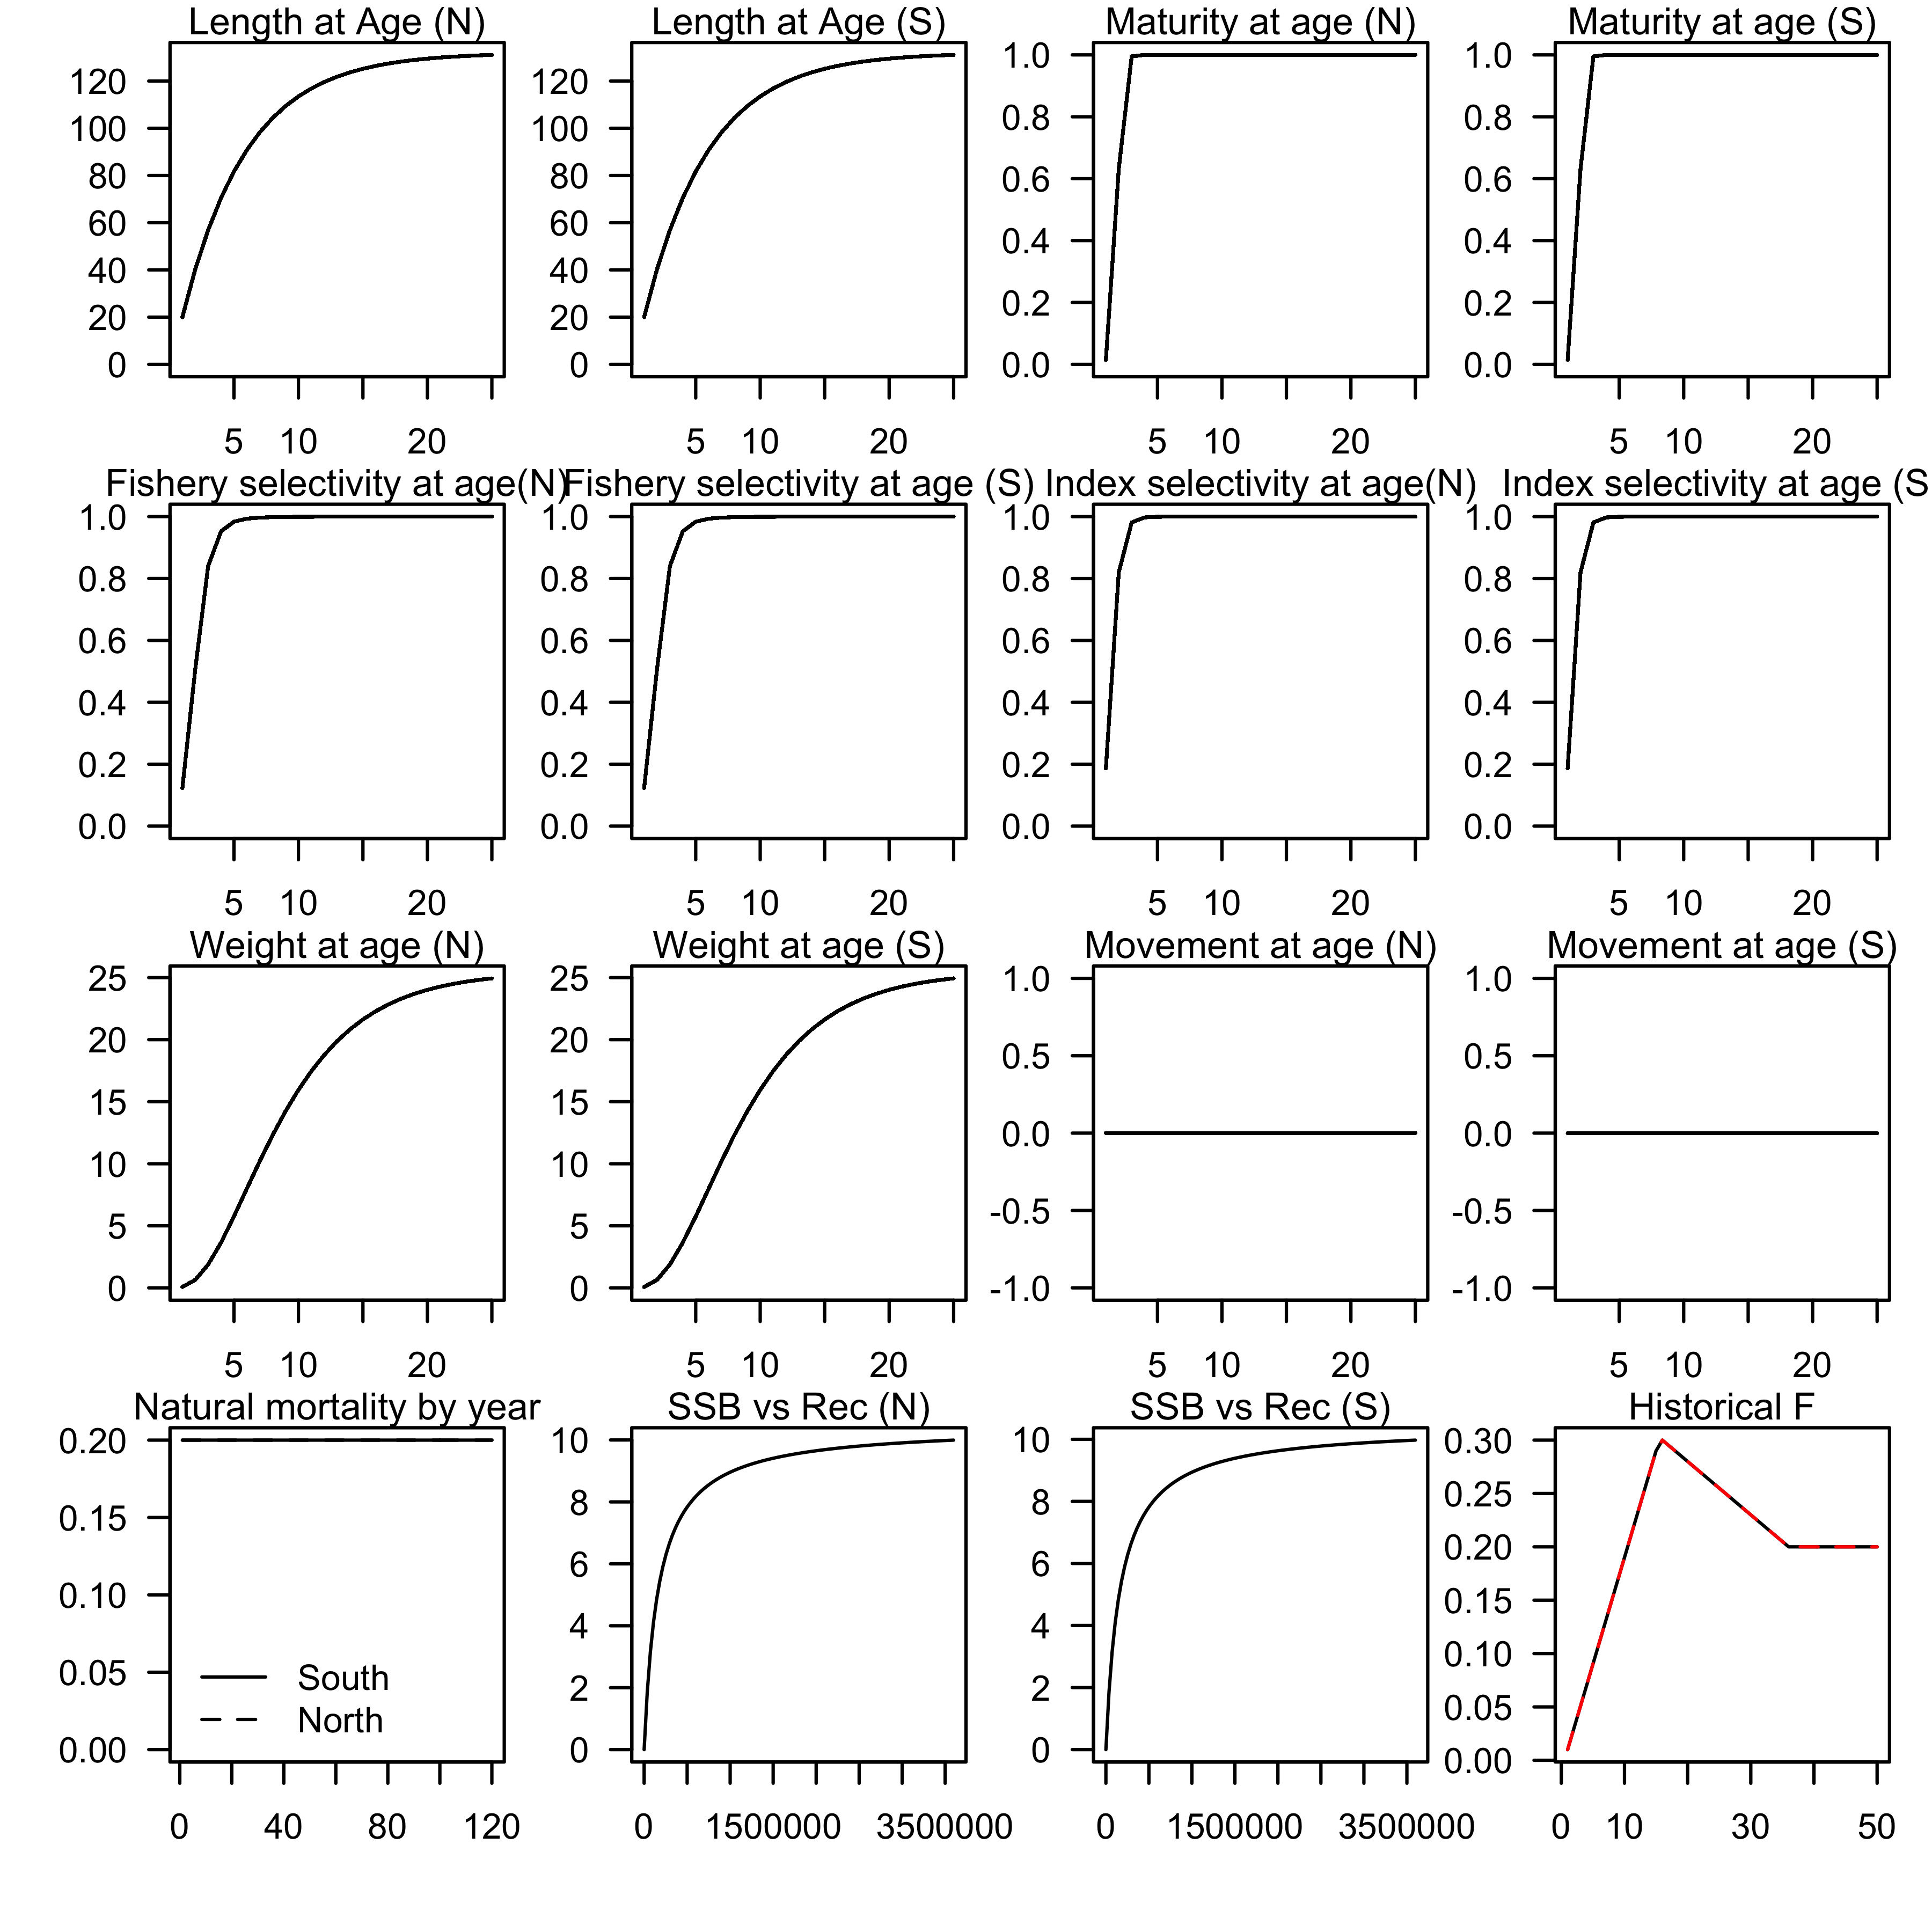 Length at Age (N)
Length at Age (S)
Maturity at age (N)
Maturity at age (S)
120
100
80
60
40
20
0
5 10 20
120
100
80
60
40
20
0
5 10 20
1.0
0.8
0.6
0.4
0.2
0.0
5 10 20
1.0
0.8
0.6
0.4
0.2
0.0
5 10 20
Fishery selectivity at age(N)
Fishery selectivity at age (S)
Index selectivity at age(N)
Index selectivity at age (S
1.0
0.8
0.6
0.4
0.2
0.0
5 10 20
1.0
0.8
0.6
0.4
0.2
0.0
5 10 20
1.0
0.8
0.6
0.4
0.2
0.0
5 10 20
1.0
0.8
0.6
0.4
0.2
0.0
5 10 20
Weight at age (N)
Weight at age (S)
Movement at age (N)
Movement at age (S)
25
20
15
10
5
0
5 10 20
25
20
15
10
5
0
5 10 20
1.0
0.5
0.0
-0.5
-1.0
5 10 20
1.0
0.5
0.0
-0.5
-1.0
5 10 20
Natural mortality by year
SSB vs Rec (N)
SSB vs Rec (S)
Historical F
0.20
0.15
0.10
0.05
0.00
South
North
0 40 80 120
10
8
6
4
2
0
0 1500000 3500000
10
8
6
4
2
0
0 1500000 3500000
0.30
0.25
0.20
0.15
0.10
0.05
0.00
0 10 30 50